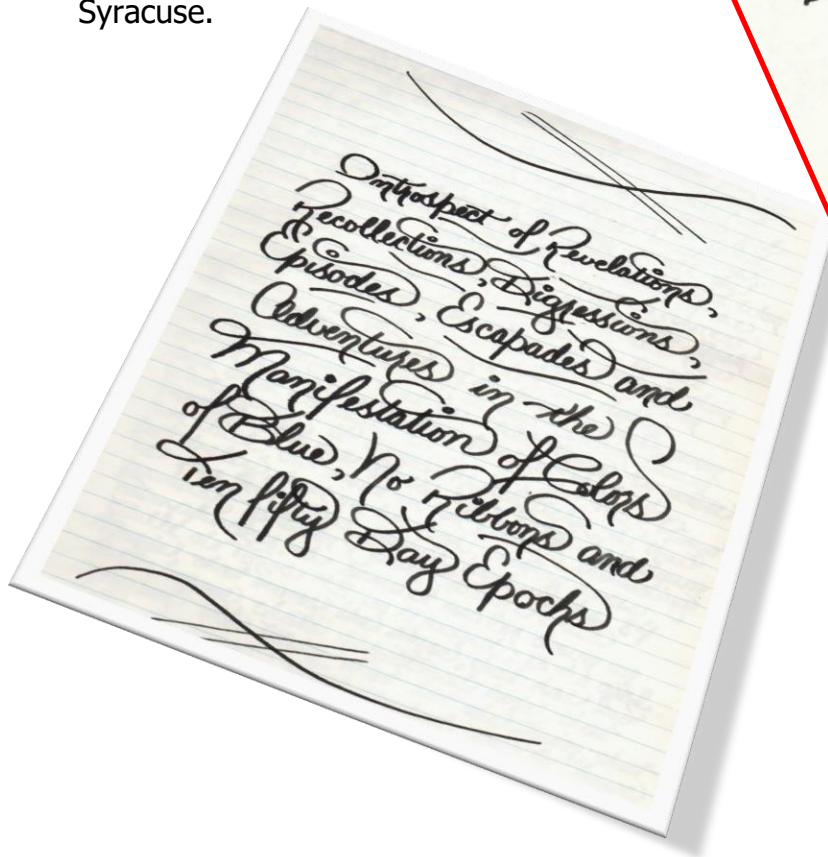 Syracuse.
Introspect of Revelations,
Recollections, Digressions,
Episodes, Escapades and
Adventures in the
Manifestation of Colors
of Blue, No Ribbons and
Ten fifty Day Epochs